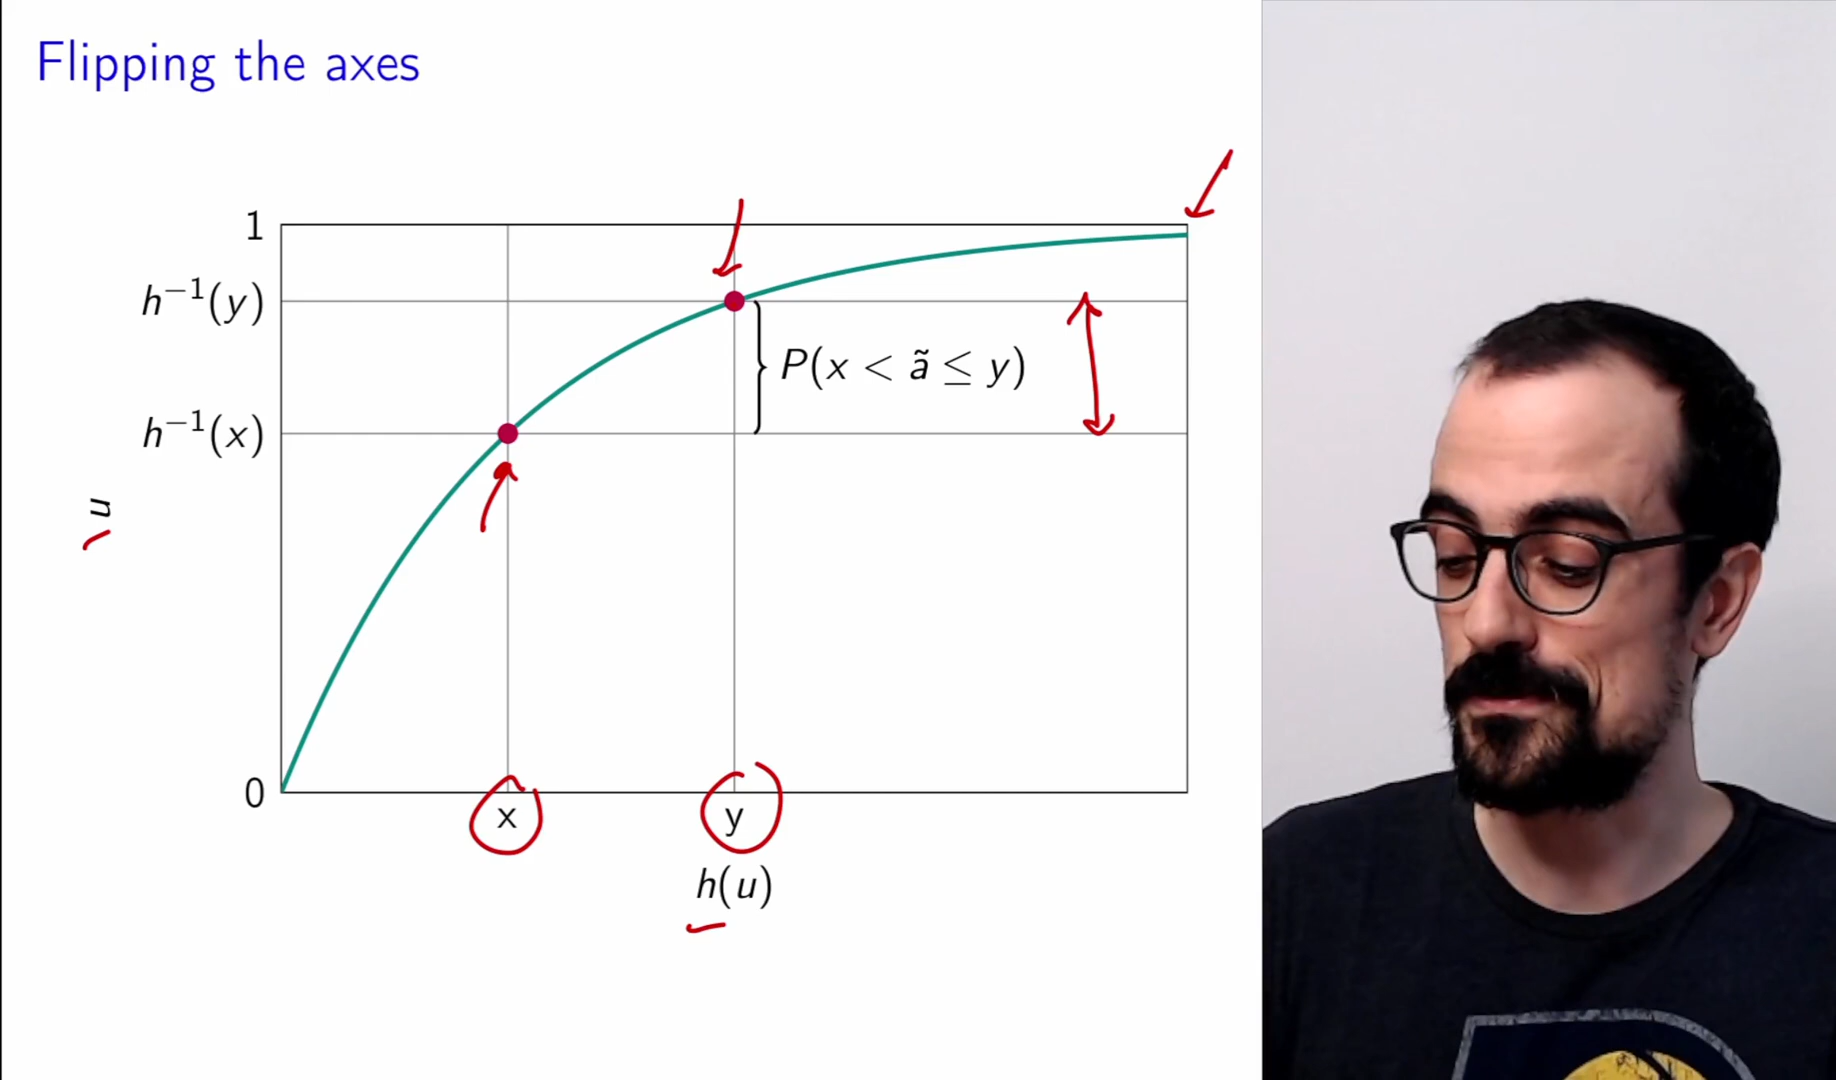 Flipping the axes
1
h⁻¹(y)
P(x < ã ≤ y)
h⁻¹(x)
u
0
x y
h(u)